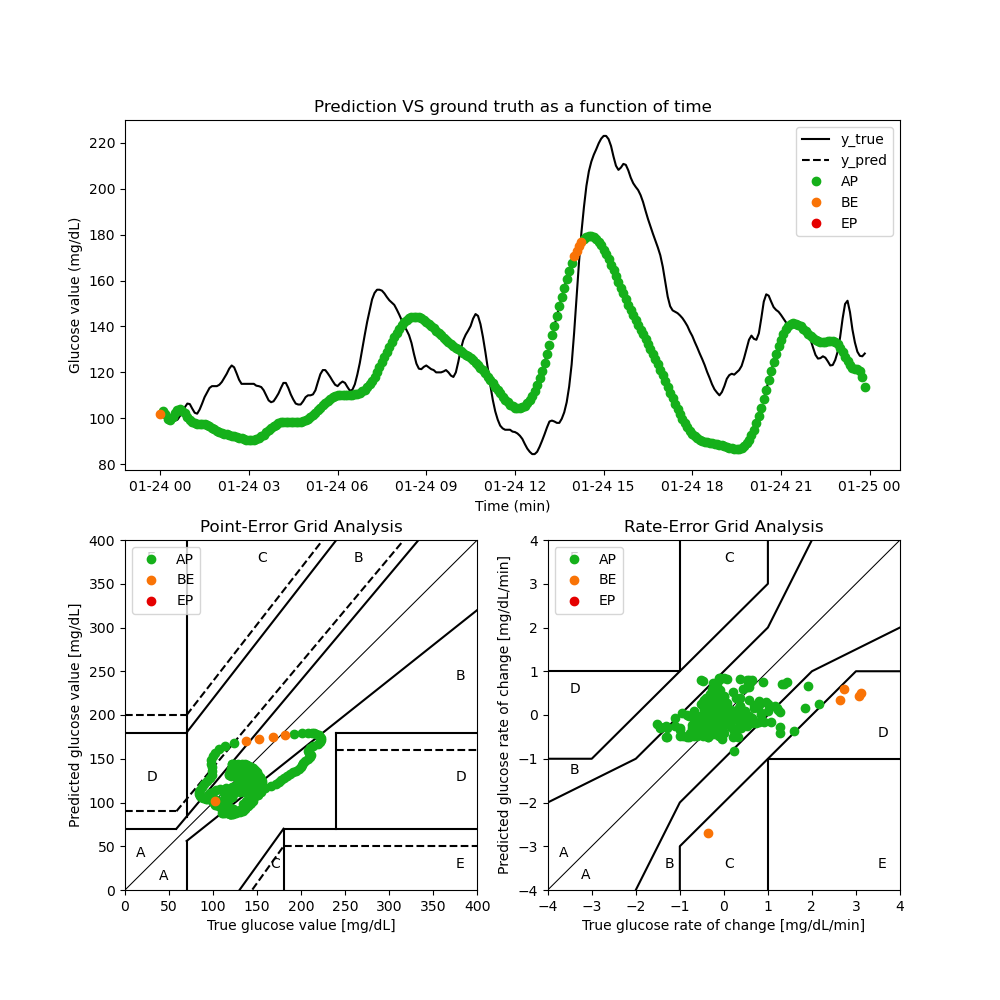 Prediction VS ground truth as a function of time
Glucose value (mg/dL)
220
200
180
160
140
120
100
80
y_true
y_pred
AP
BE
EP
01-24 00 01-24 03 01-24 06 01-24 09 01-24 12 01-24 15 01-24 18 01-24 21 01-25 00
Time (min)
Point-Error Grid Analysis
Predicted glucose value [mg/dL]
400
350
300
250
200
150
100
50
0
AP
BE
EP
C B
B
D D
A
A
C E
0 50 100 150 200 250 300 350 400
True glucose value [mg/dL]
Rate-Error Grid Analysis
Predicted glucose rate of change [mg/dL/min]
4
3
2
1
0
−1
−2
−3
−4
AP
BE
EP
C
D
D
B
A
A
B C E
−4 −3 −2 −1 0 1 2 3 4
True glucose rate of change [mg/dL/min]